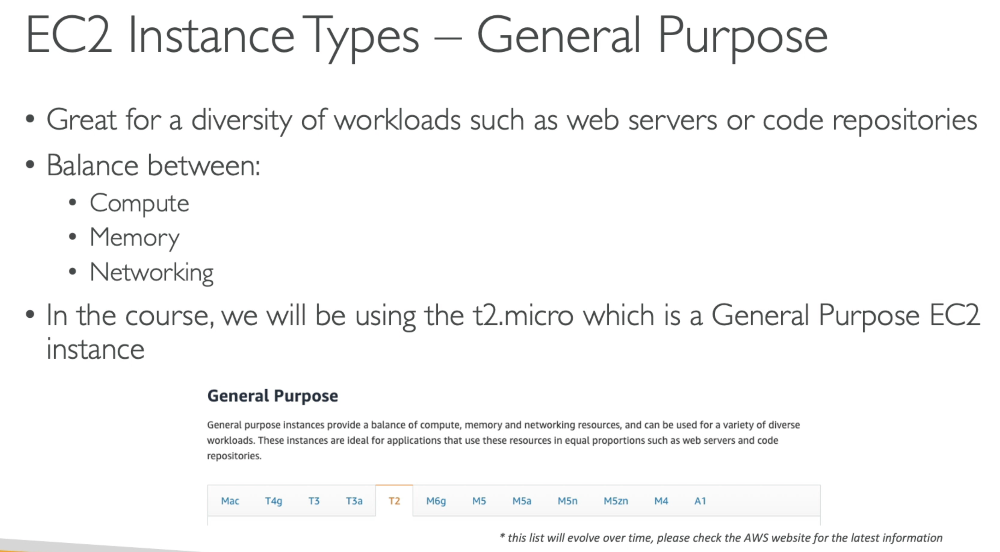 EC2 Instance Types – General Purpose
• Great for a diversity of workloads such as web servers or code repositories
• Balance between:
• Compute
• Memory
• Networking
• In the course, we will be using the t2.micro which is a General Purpose EC2
instance
General Purpose
General purpose instances provide a balance of compute, memory and networking resources, and can be used for a variety of diverse
workloads. These instances are ideal for applications that use these resources in equal proportions such as web servers and code
repositories.
Mac T4g T3 T3a T2 M6g M5 M5a M5n M5zn M4 A1
* this list will evolve over time, please check the AWS website for the latest information